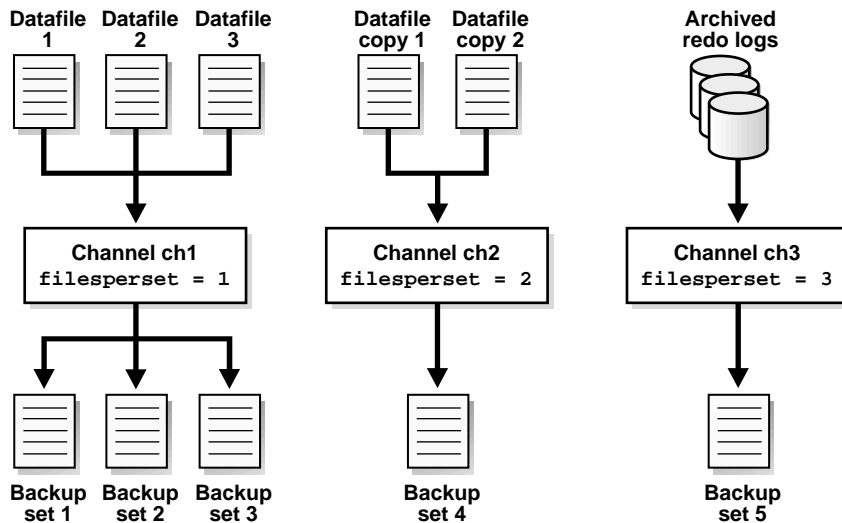 Datafile
1
Datafile
2
Datafile
3
Datafile
copy 1
Datafile
copy 2
Archived
redo logs
Channel ch1
filesperset = 1
Channel ch2
filesperset = 2
Channel ch3
filesperset = 3
Backup
set 1
Backup
set 2
Backup
set 3
Backup
set 4
Backup
set 5